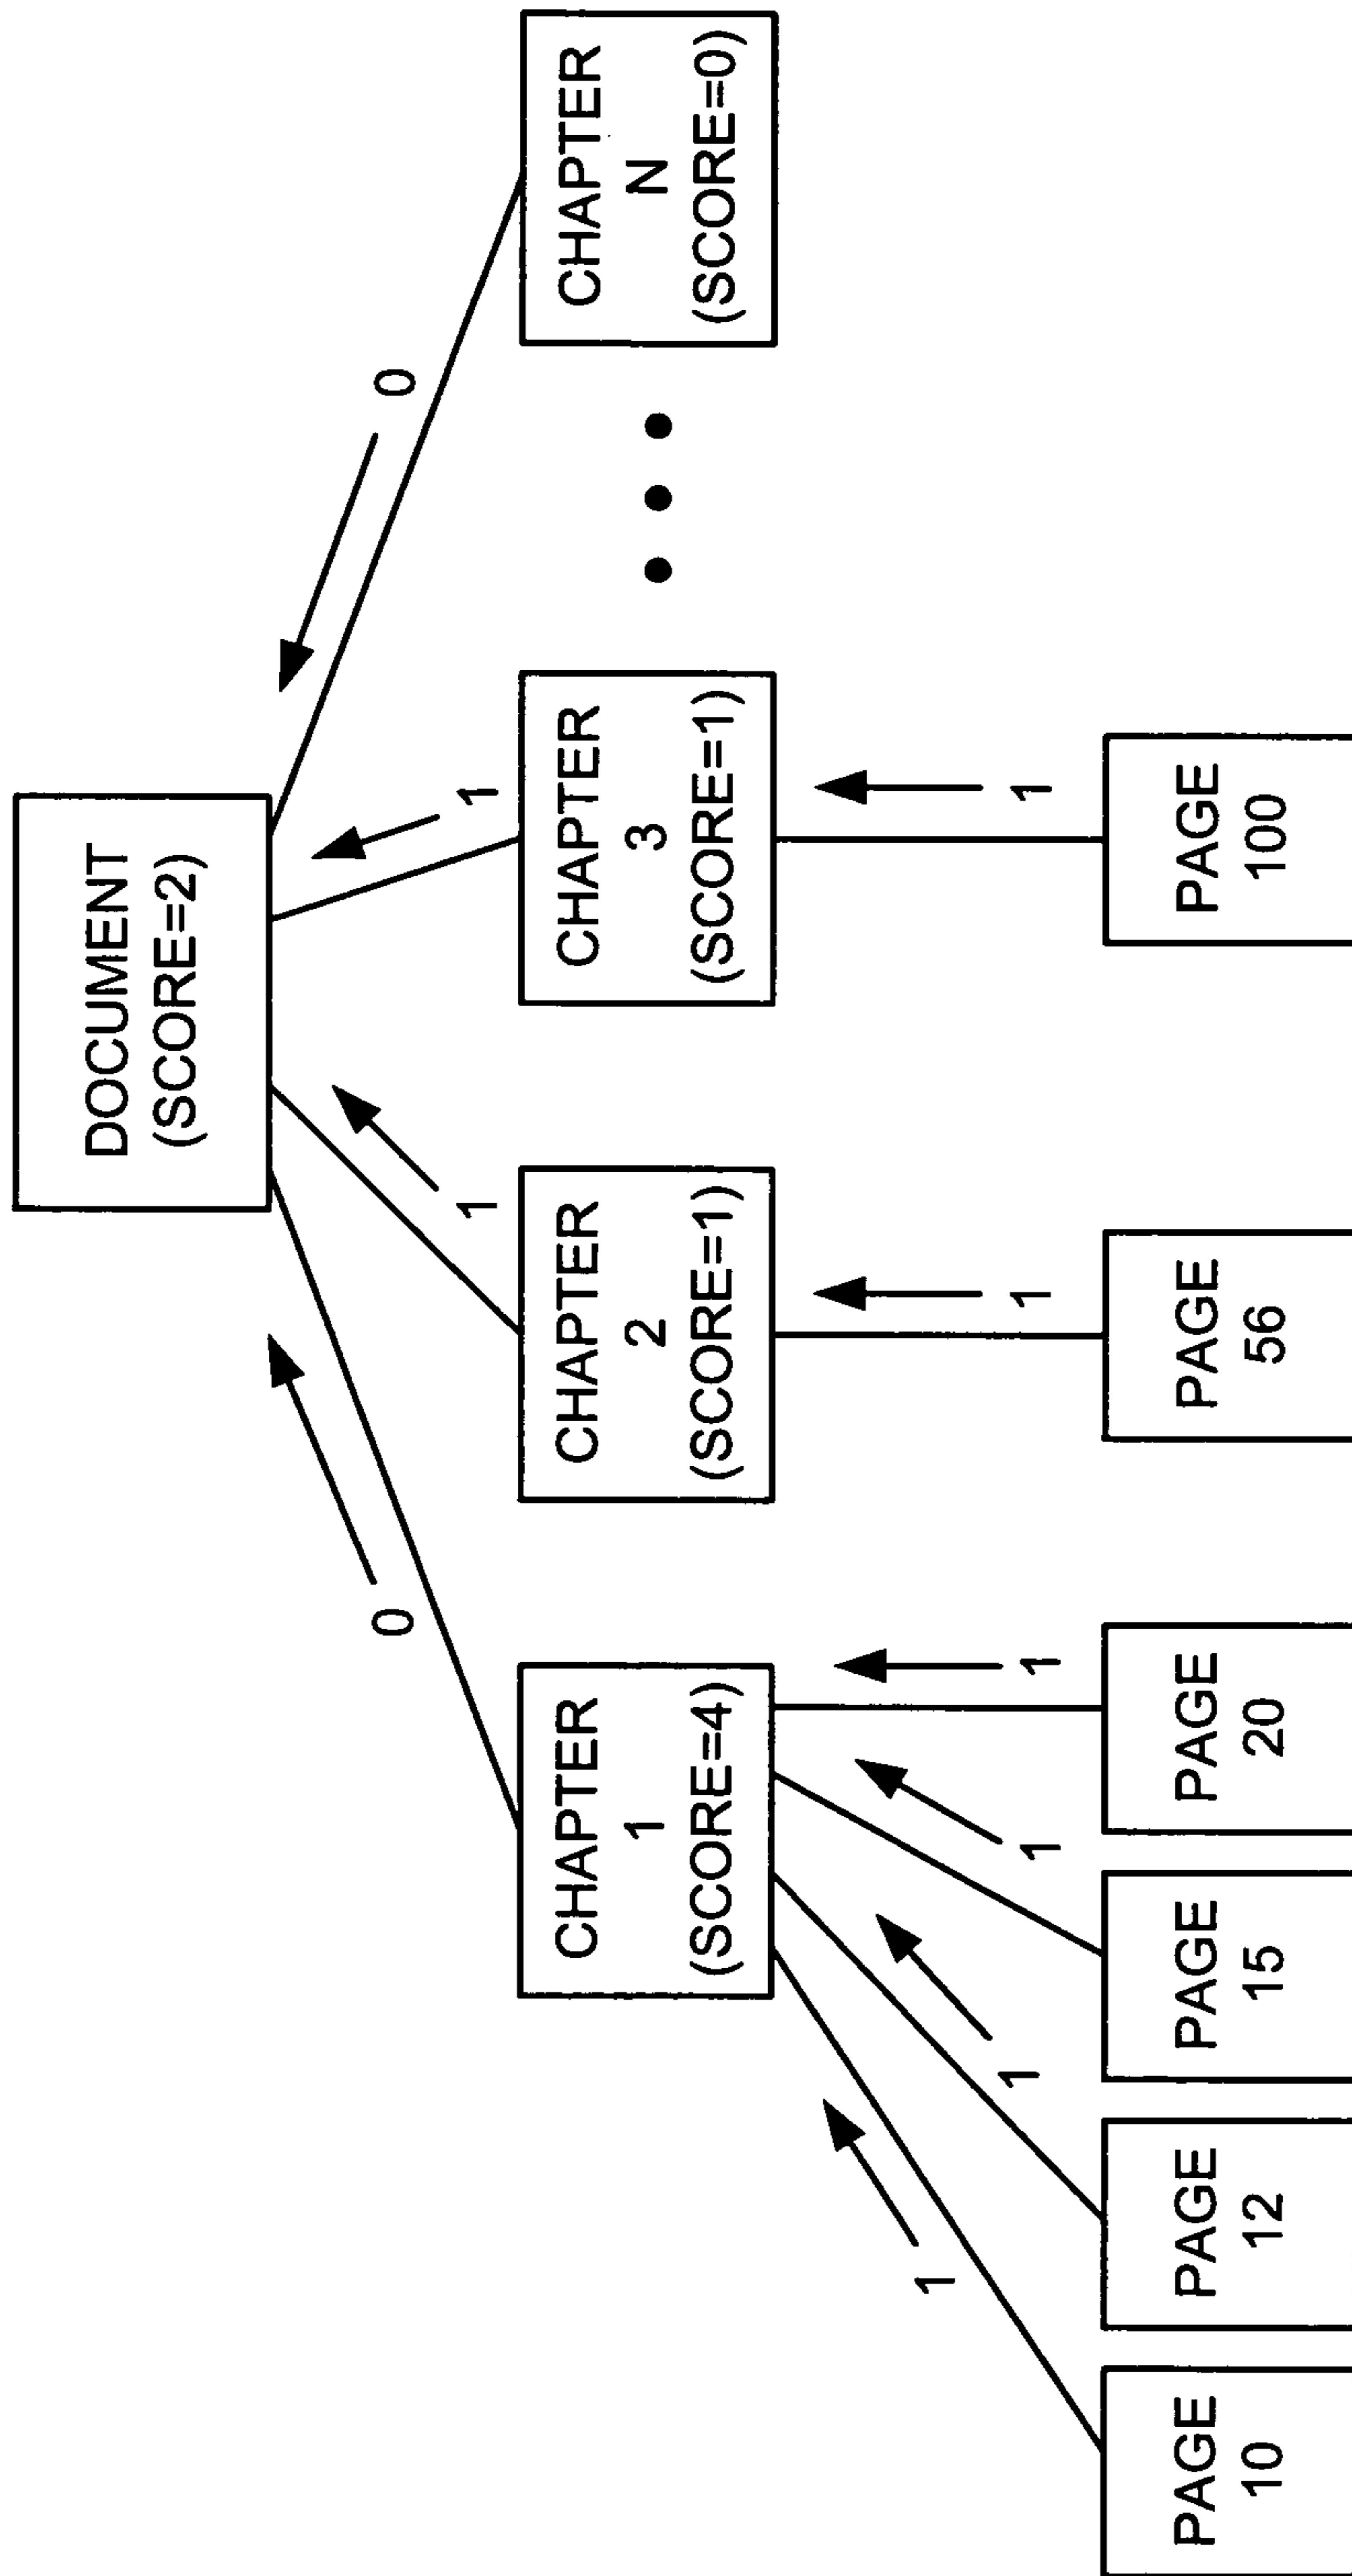 DOCUMENT
(SCORE=2)
0
1
1
0
CHAPTER
1
(SCORE=4)
CHAPTER
2
(SCORE=1)
CHAPTER
3
(SCORE=1)
CHAPTER
N
(SCORE=0)
1
1
1
1
1
1
PAGE
10
PAGE
12
PAGE
15
PAGE
20
PAGE
56
PAGE
100